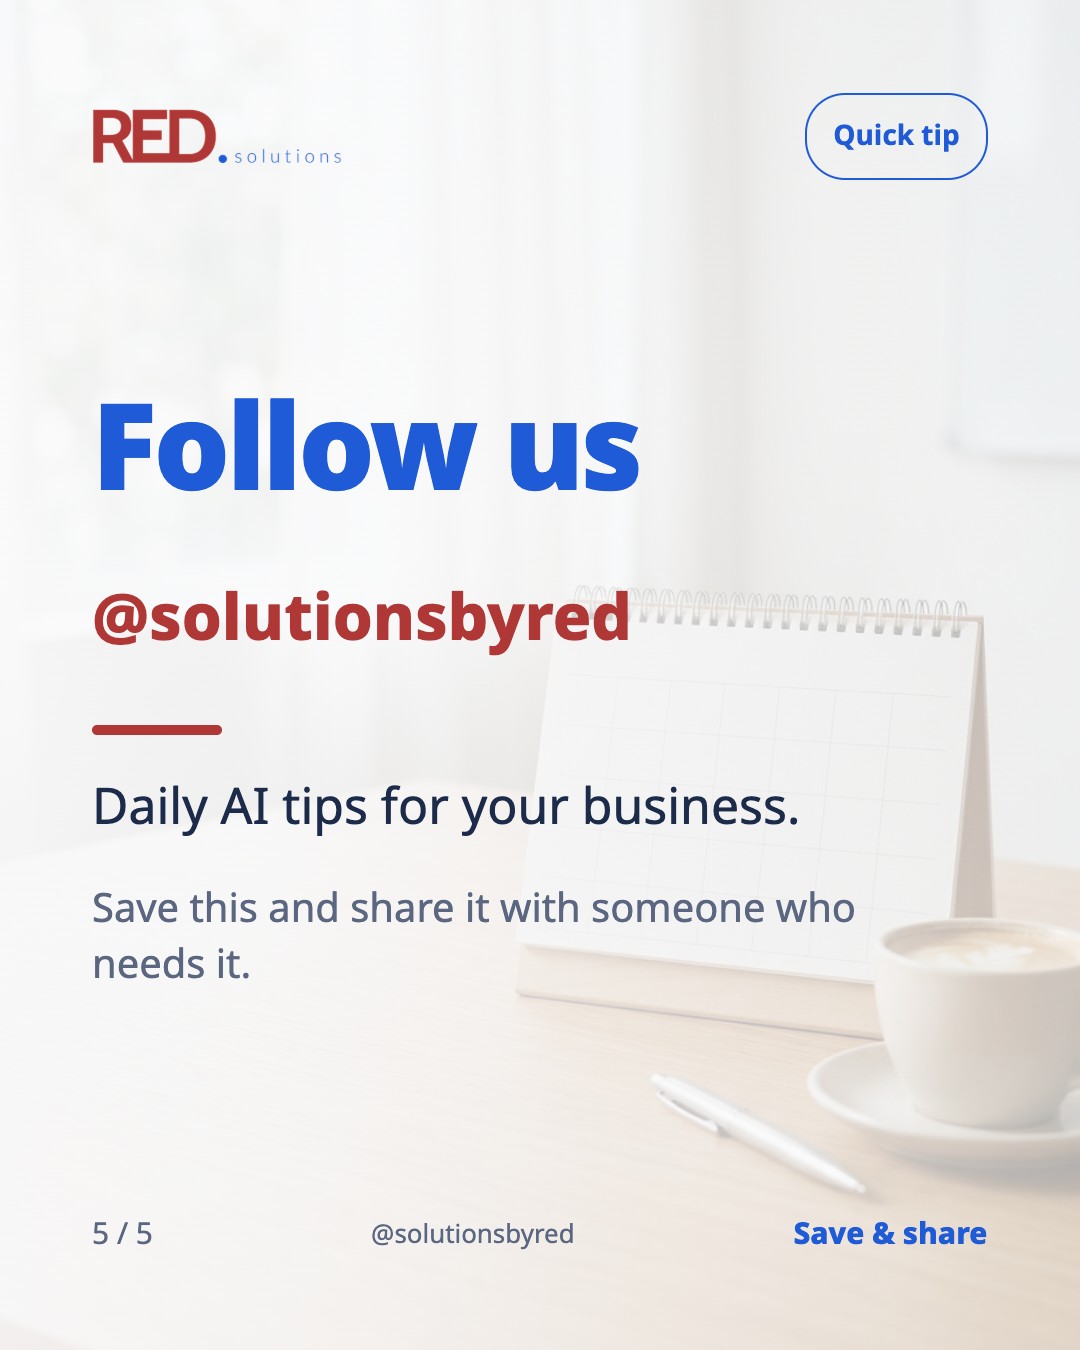 RED.solutions
Quick tip
Follow us
@solutionsbyred
Daily AI tips for your business.
Save this and share it with someone who
needs it.
5 / 5
@solutionsbyred
Save & share